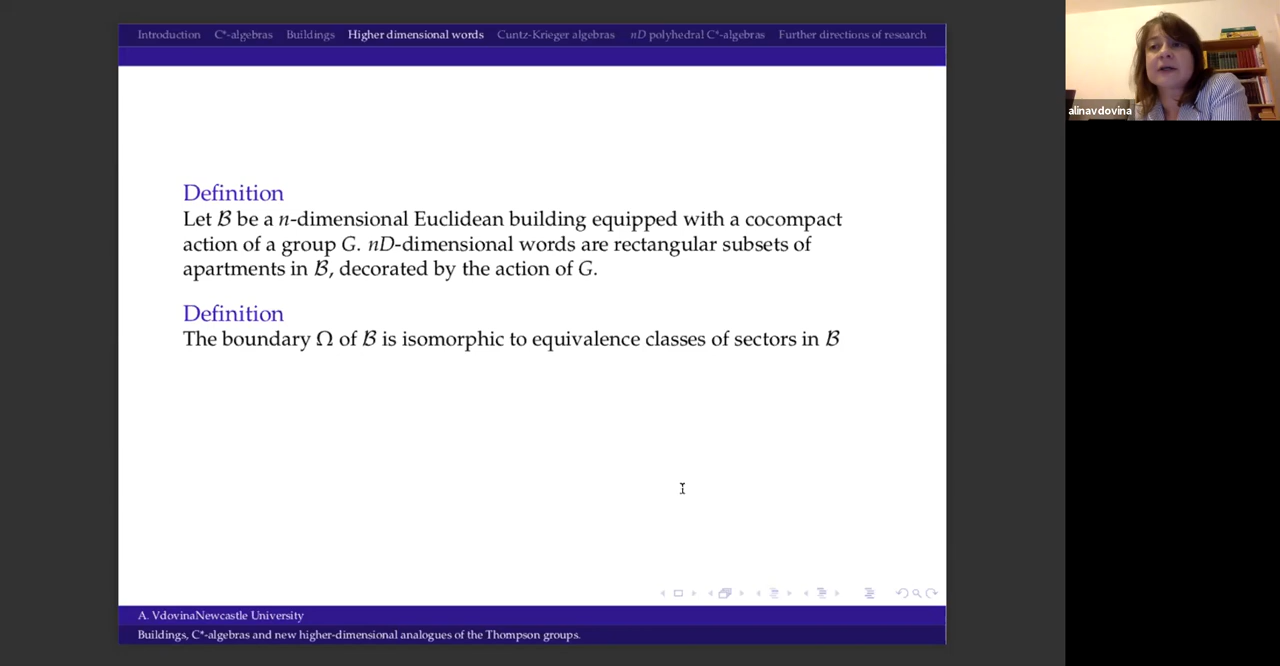 Introduction C*-algebras Buildings Higher dimensional words Cuntz-Krieger algebras nD polyhedral C*-algebras Further directions of research
alinavdovina
Definition
Let ℬ be a n-dimensional Euclidean building equipped with a cocompact
action of a group G. nD-dimensional words are rectangular subsets of
apartments in ℬ, decorated by the action of G.
Definition
The boundary Ω of ℬ is isomorphic to equivalence classes of sectors in ℬ
A. VdovinaNewcastle University
Buildings, C*-algebras and new higher-dimensional analogues of the Thompson groups.